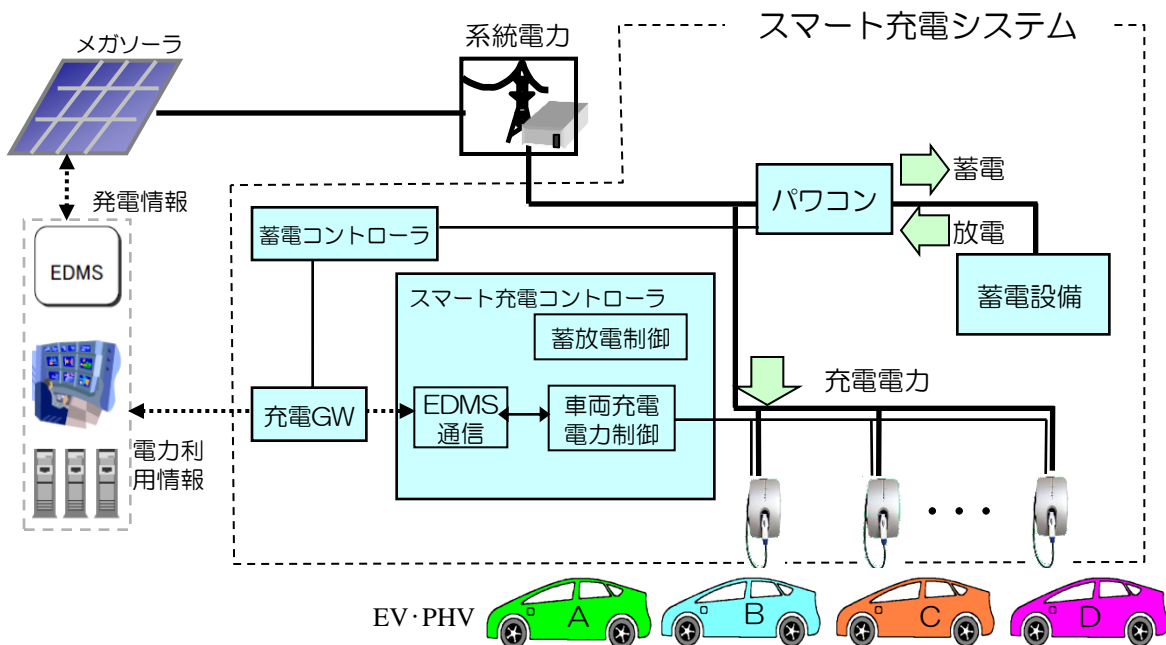 スマート充電システム
系統電力
メガソーラ
発電情報
EDMS
電力利
用情報
蓄電コントローラ
パワコン
蓄電
放電
蓄電設備
スマート充電コントローラ
蓄放電制御
充電GW
EDMS
通信
車両充電
電力制御
充電電力
・・・
EV･PHV
A
B
C
D